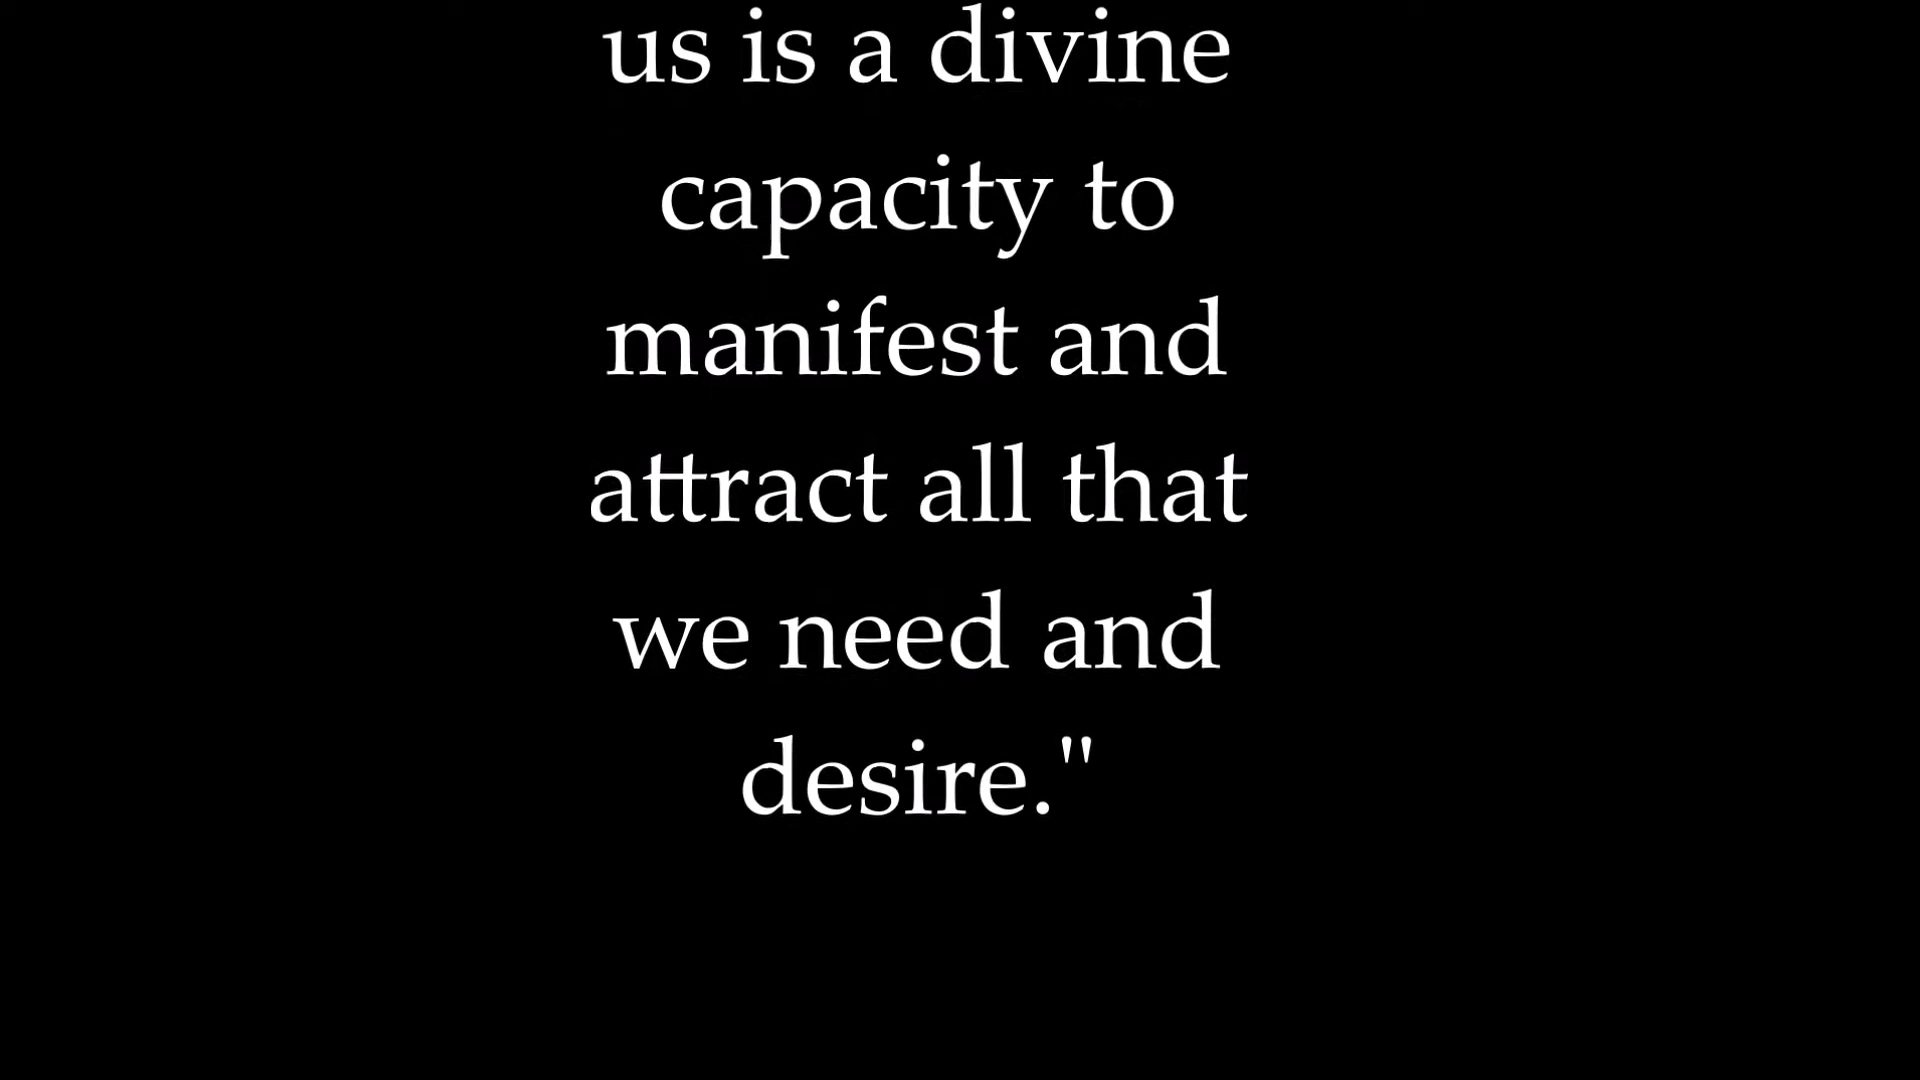 us is a divine
capacity to
manifest and
attract all that
we need and
desire."